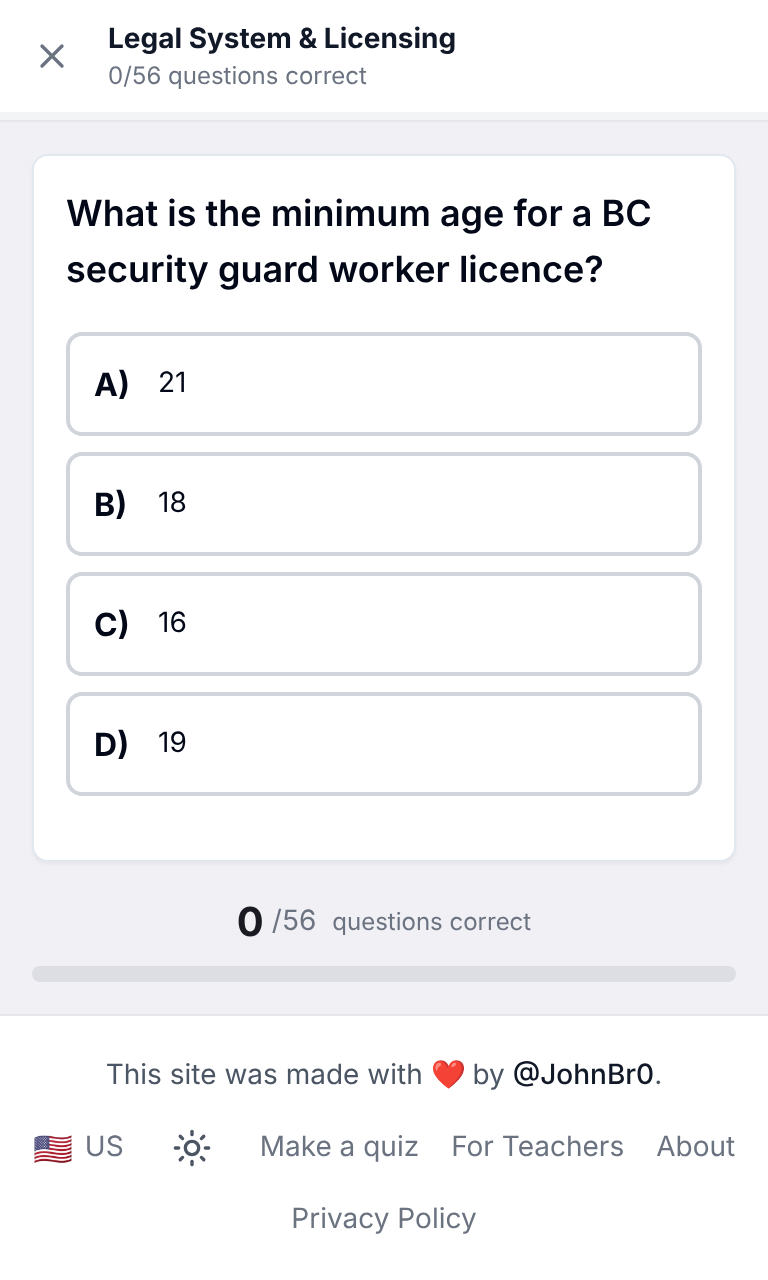 Legal System & Licensing
0/56 questions correct
What is the minimum age for a BC
security guard worker licence?
A) 21
B) 18
C) 16
D) 19
0 /56 questions correct
This site was made with ❤️ by @JohnBr0.
🇺🇸 US Make a quiz For Teachers About
Privacy Policy